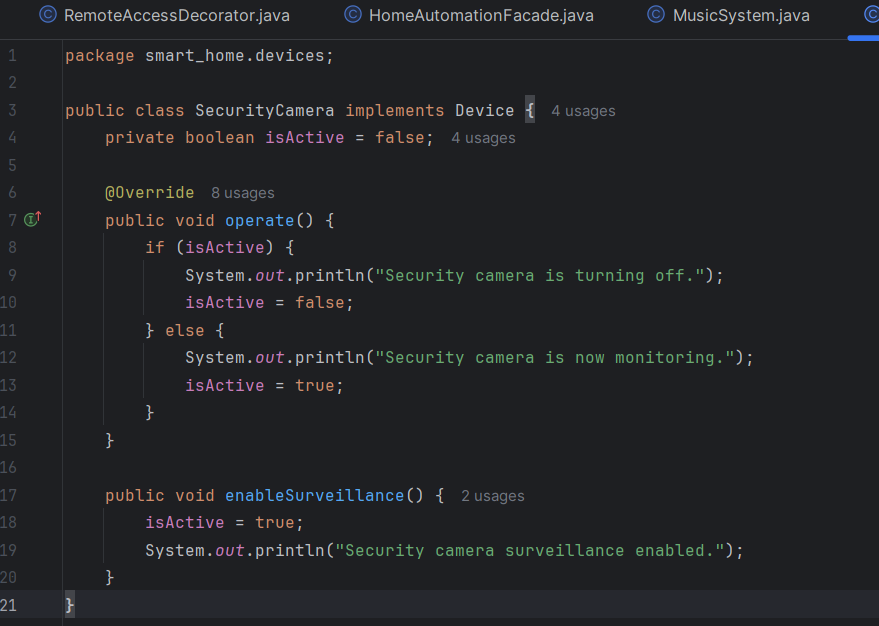 RemoteAccessDecorator.java HomeAutomationFacade.java MusicSystem.java
1 package smart_home.devices;
2
3 public class SecurityCamera implements Device { 4 usages
4     private boolean isActive = false; 4 usages
5
6     @Override 8 usages
7     public void operate() {
8         if (isActive) {
9             System.out.println("Security camera is turning off.");
10             isActive = false;
11         } else {
12             System.out.println("Security camera is now monitoring.");
13             isActive = true;
14         }
15     }
16
17     public void enableSurveillance() { 2 usages
18         isActive = true;
19         System.out.println("Security camera surveillance enabled.");
20     }
21 }